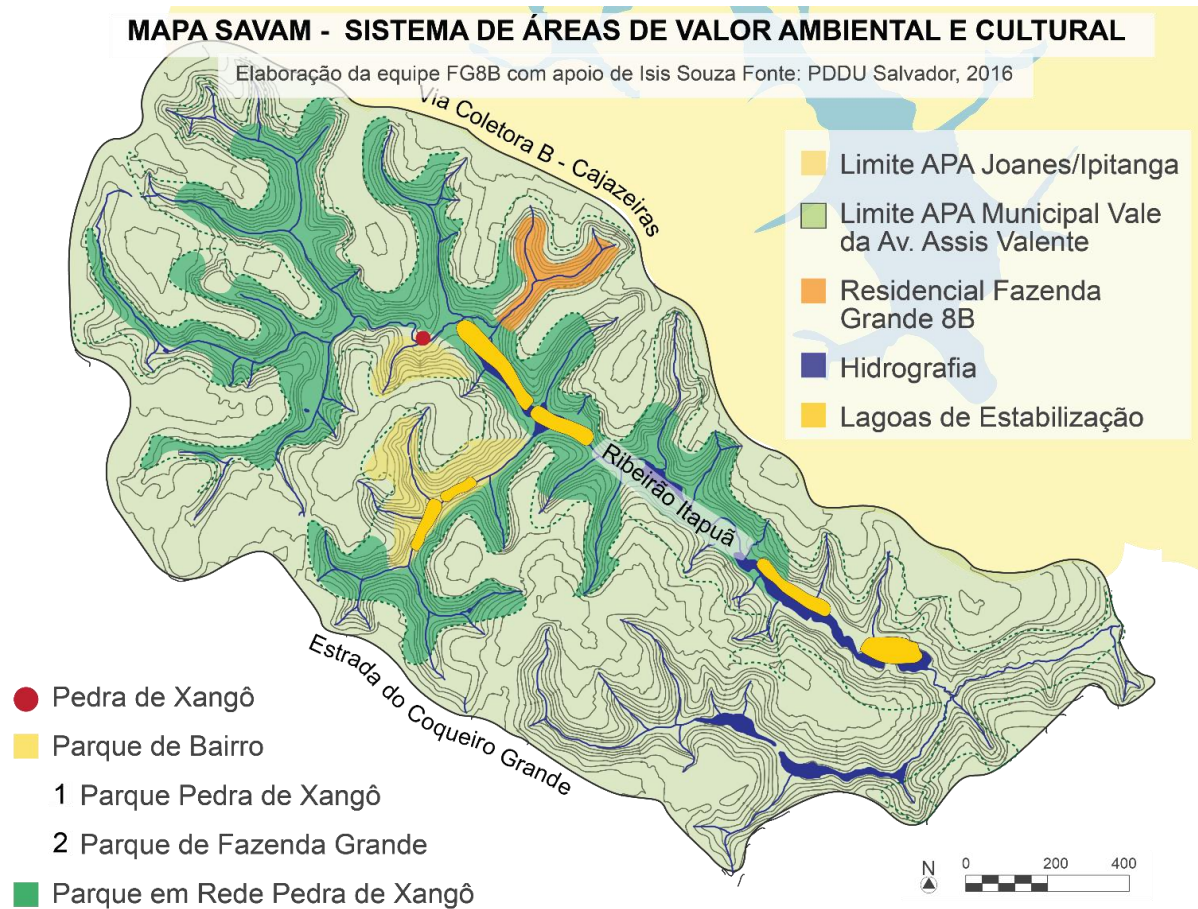 MAPA SAVAM - SISTEMA DE ÁREAS DE VALOR AMBIENTAL E CULTURAL
Elaboração da equipe FG8B com apoio de Isis Souza Fonte: PDDU Salvador, 2016
Via Coletora B - Cajazeiras
Limite APA Joanes/Ipitanga
Limite APA Municipal Vale
da Av. Assis Valente
Residencial Fazenda
Grande 8B
Hidrografia
Lagoas de Estabilização
Ribeirão Itapuã
Estrada do Coqueiro Grande
Pedra de Xangô
Parque de Bairro
1 Parque Pedra de Xangô
2 Parque de Fazenda Grande
Parque em Rede Pedra de Xangô
N
0 200 400